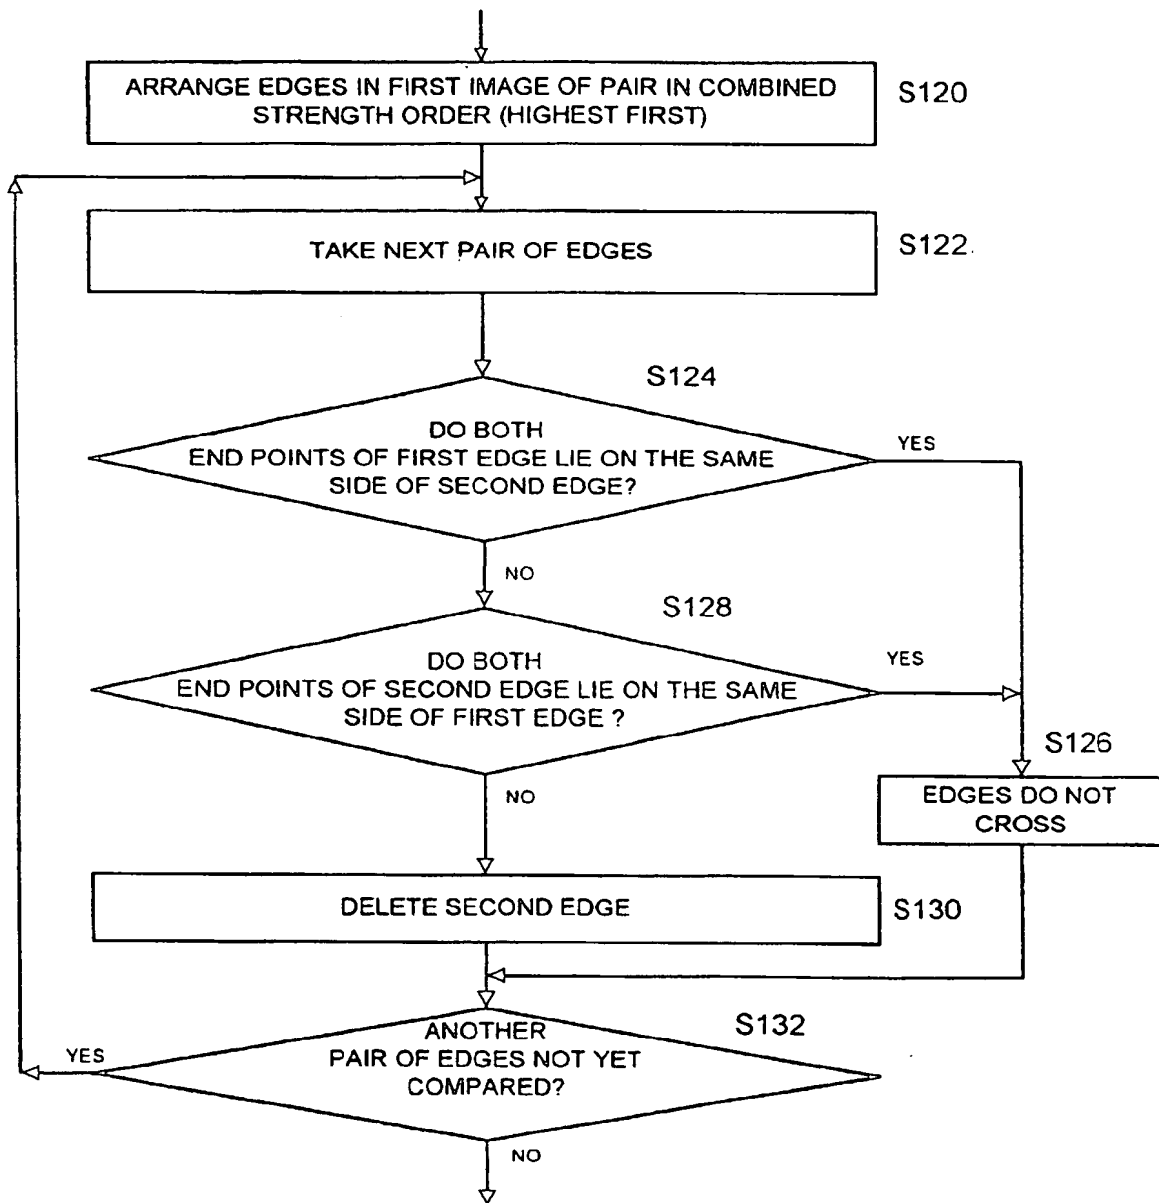 ARRANGE EDGES IN FIRST IMAGE OF PAIR IN COMBINED
STRENGTH ORDER (HIGHEST FIRST)
S120
TAKE NEXT PAIR OF EDGES
S122
S124
DO BOTH
END POINTS OF FIRST EDGE LIE ON THE SAME
SIDE OF SECOND EDGE?
YES
NO
S128
DO BOTH
END POINTS OF SECOND EDGE LIE ON THE SAME
SIDE OF FIRST EDGE ?
YES
NO
S126
EDGES DO NOT
CROSS
DELETE SECOND EDGE
S130
S132
ANOTHER
PAIR OF EDGES NOT YET
COMPARED?
YES
NO